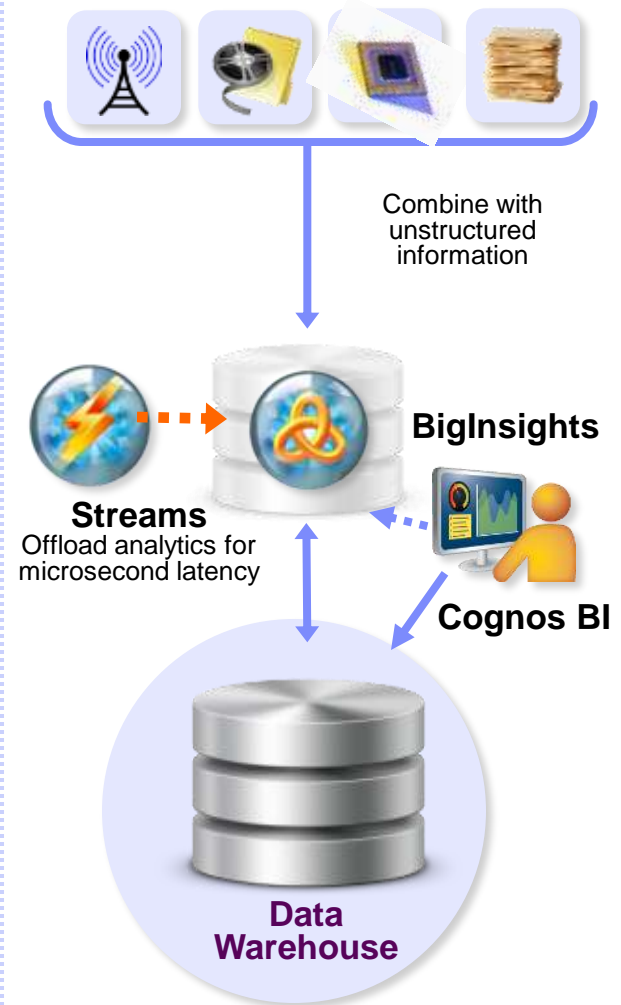 Combine with
unstructured
information
BigInsights
Streams
Offload analytics for
microsecond latency
Cognos BI
Data
Warehouse